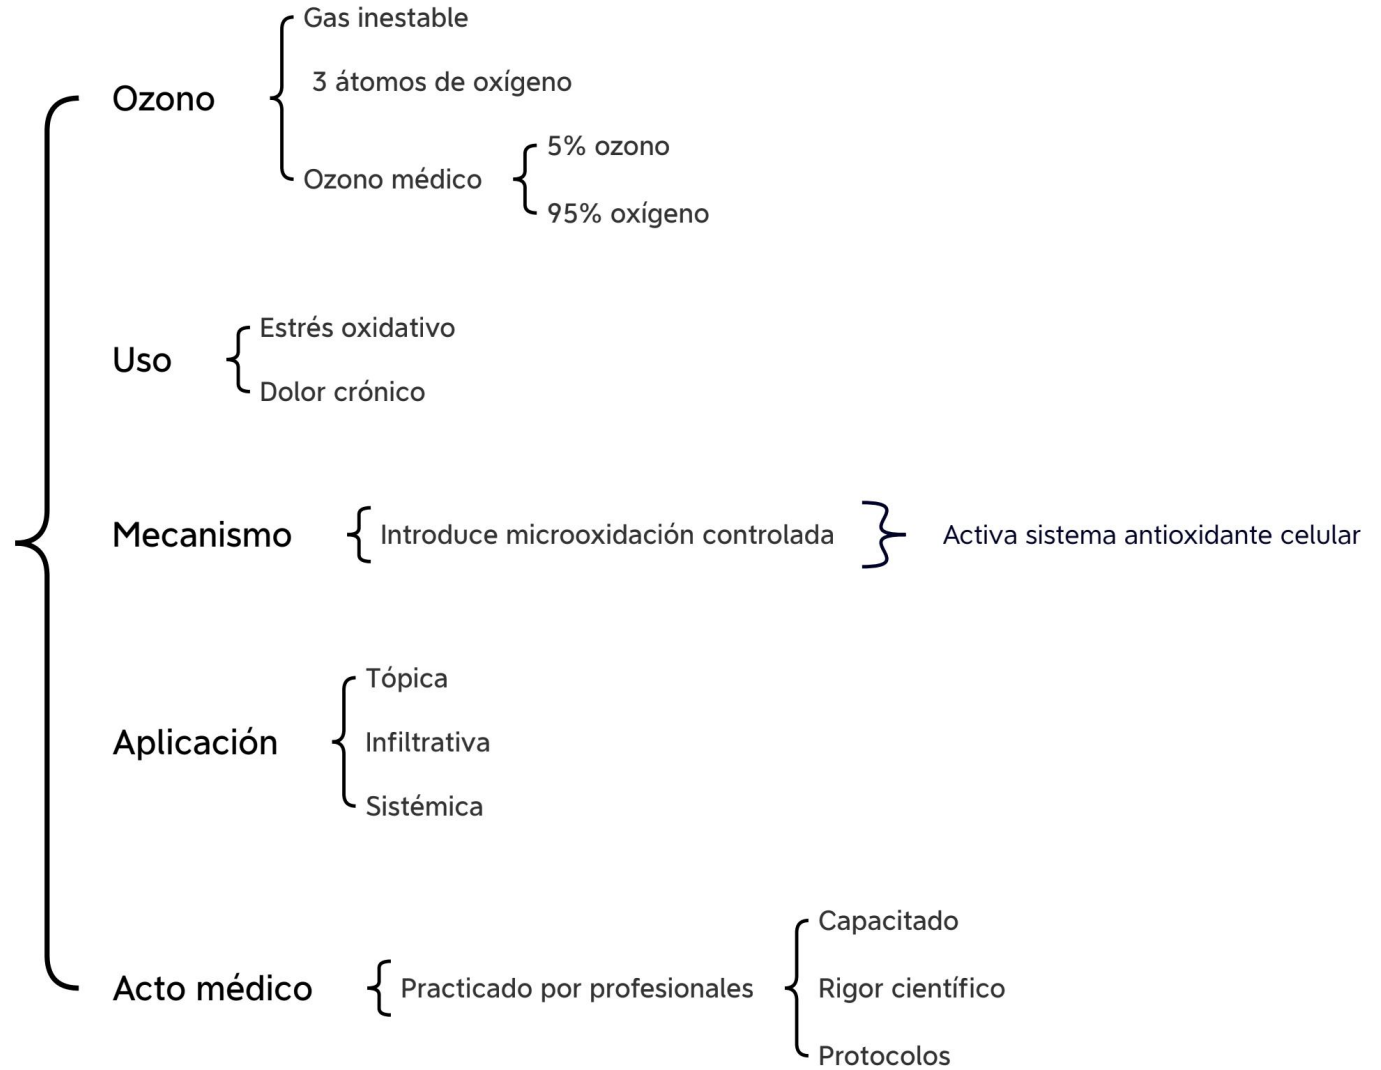 Ozono
Gas inestable
3 átomos de oxígeno
Ozono médico
5% ozono
95% oxígeno
Uso
Estrés oxidativo
Dolor crónico
Mecanismo
Introduce microoxidación controlada
Activa sistema antioxidante celular
Aplicación
Tópica
Infiltrativa
Sistémica
Acto médico
Practicado por profesionales
Capacitado
Rigor científico
Protocolos